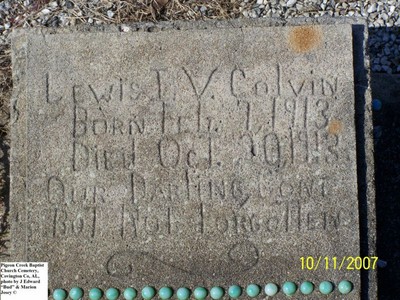 LEWIS T. V. COLVIN
BORN FEB. 7, 1913
DIED OCT. 20, 1913
OUR DARLING GONE
BUT NOT FORGOTTEN
10/11/2007
Pigeon Creek Baptist
Church Cemetery,
Covington Co, AL,
photo by J Edward
"Bud" & Marion
Josey ©